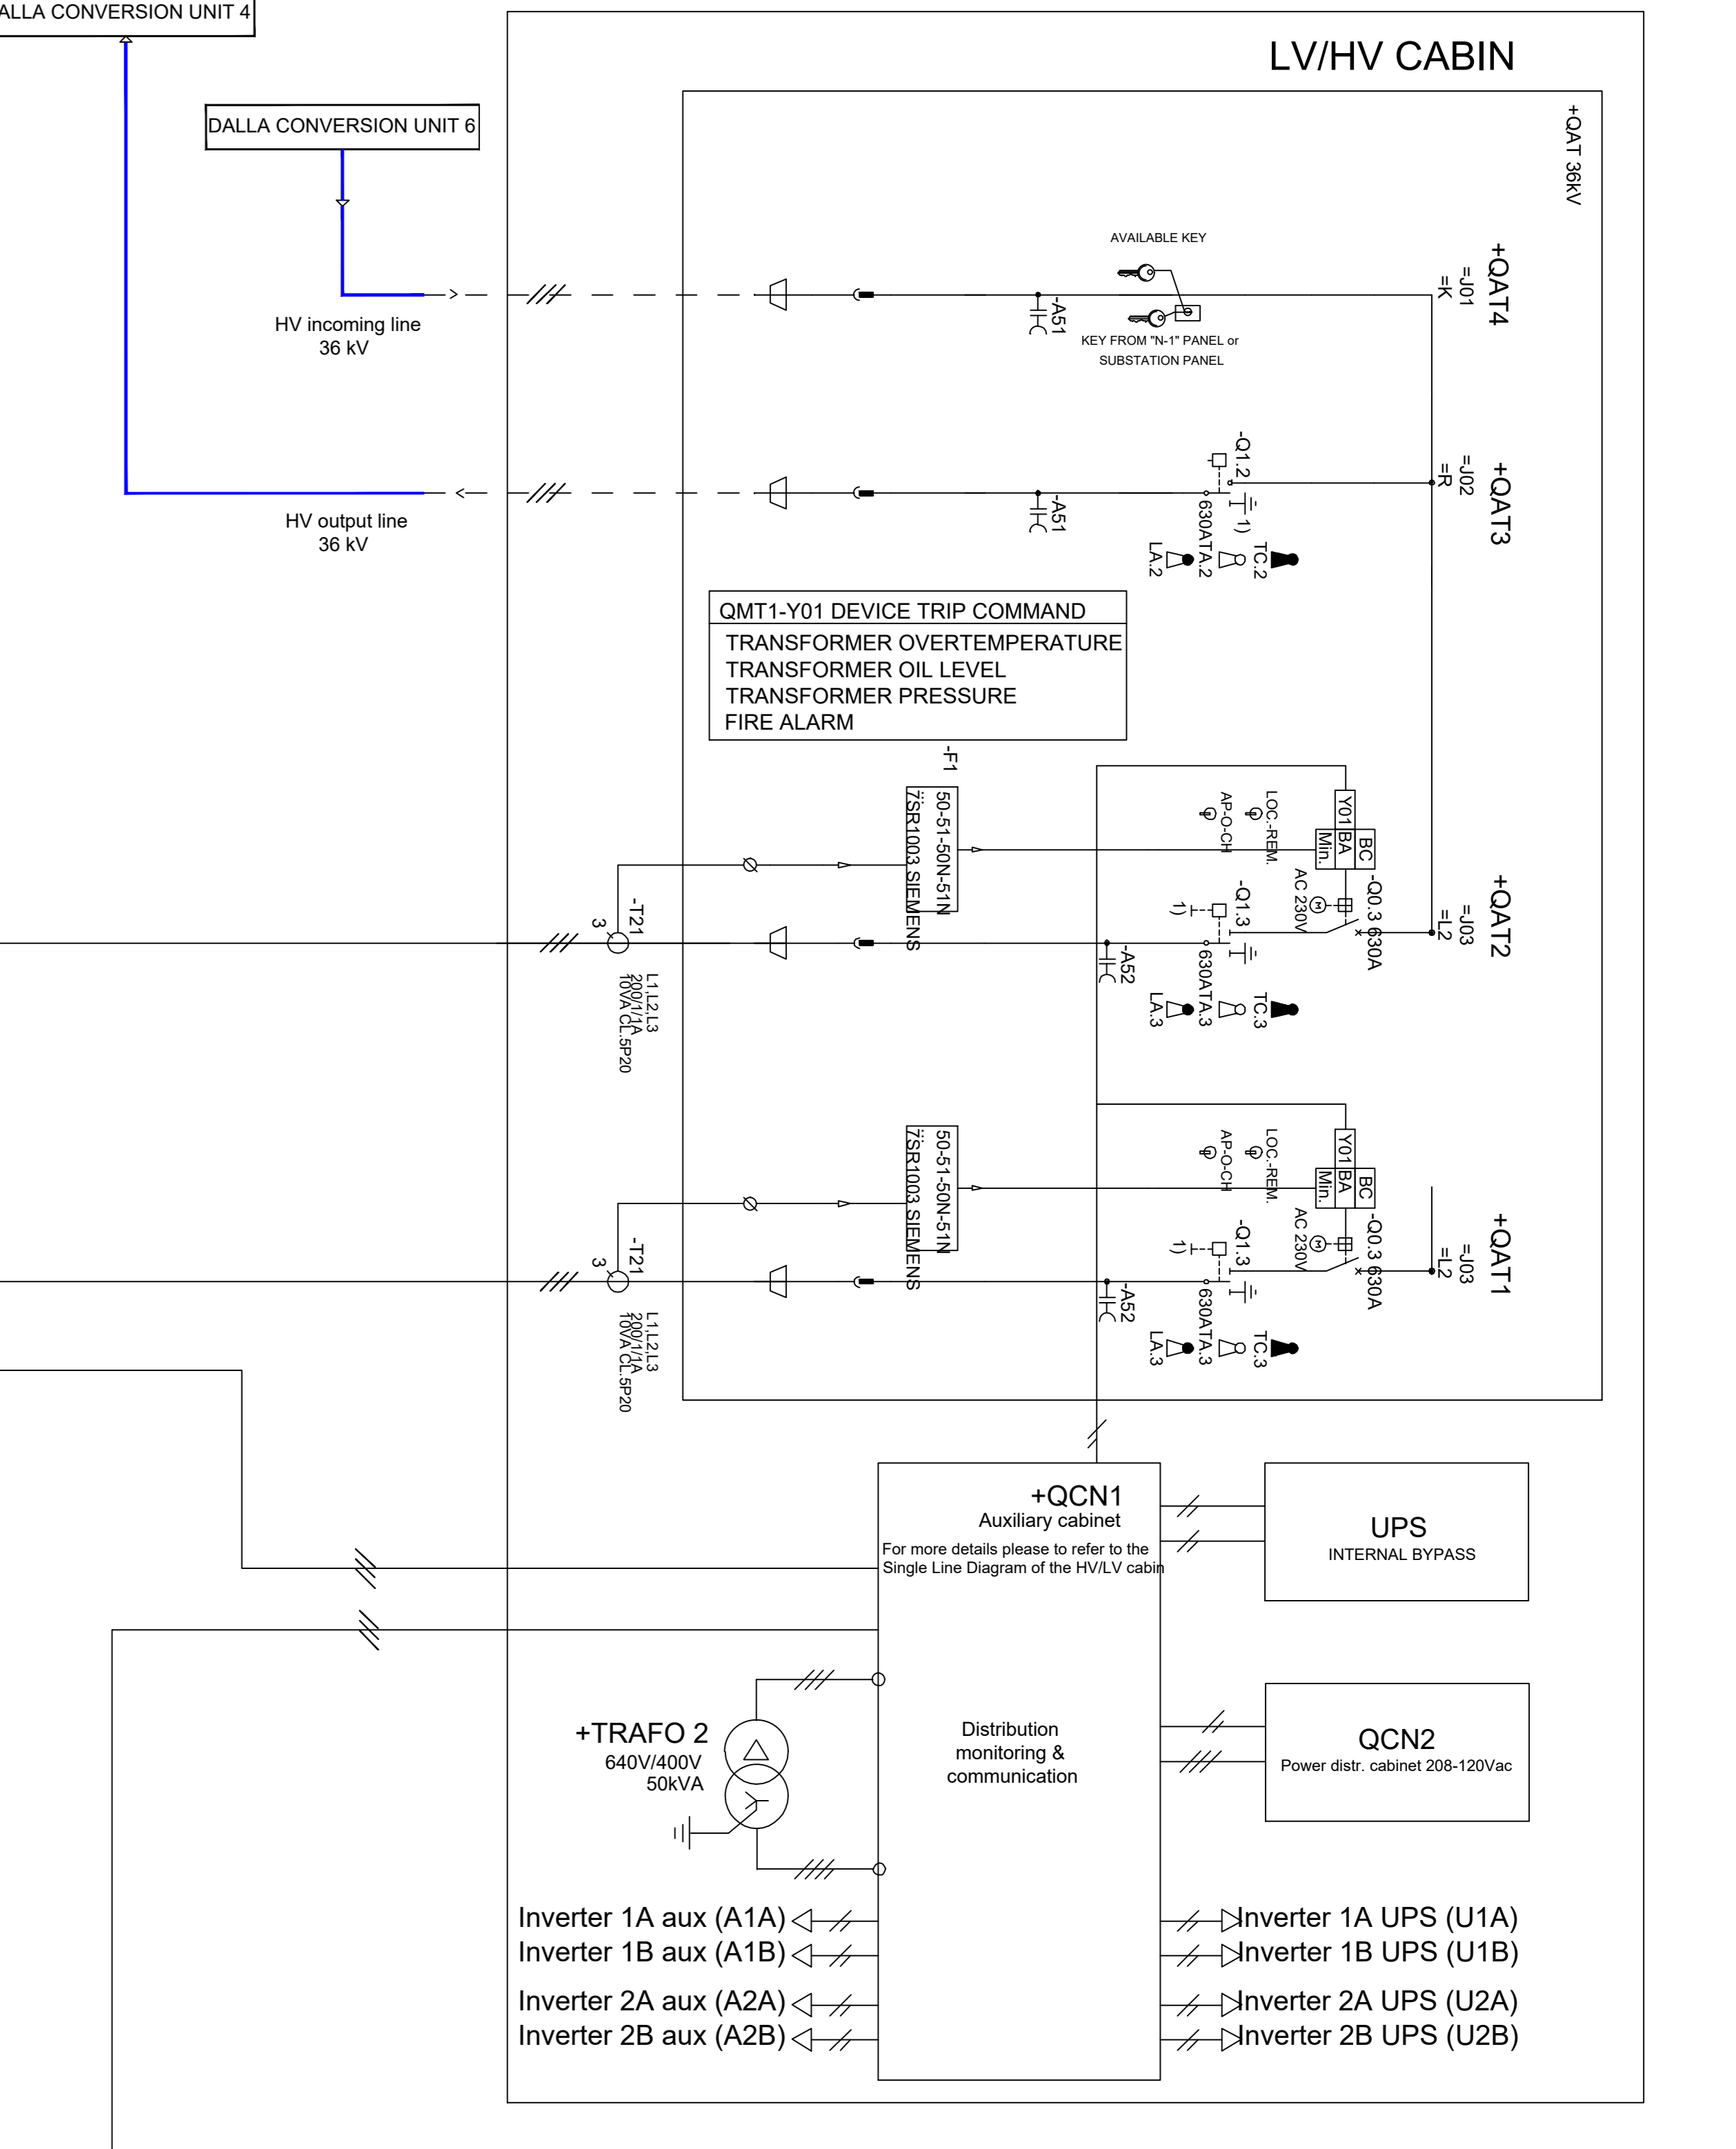 ALLA CONVERSION UNIT 4
LV/HV CABIN
DALLA CONVERSION UNIT 6
+QAT 36kV
AVAILABLE KEY
+QAT4
=J01
=K
-A51
HV incoming line
36 kV
KEY FROM "N-1" PANEL or
SUBSTATION PANEL
-Q1.2
+QAT3
=J02
=R
-A51
630A
1)
HV output line
36 kV
LA.2
TA.2
TC.2
QMT1-Y01 DEVICE TRIP COMMAND
TRANSFORMER OVERTEMPERATURE
TRANSFORMER OIL LEVEL
TRANSFORMER PRESSURE
FIRE ALARM
-F1
50-51-50N-51N
7SR1003 SIEMENS
AP-O-CH
LOC.-REM.
Y01
BA
Min.
BC
AC 230V
M
-Q0.3 630A
+QAT2
=J03
=L2
-Q1.3
1)
-T21
3
L1,L2,L3
200/1/1A
10VA CL.5P20
-A52
630A
LA.3
TA.3
TC.3
50-51-50N-51N
7SR1003 SIEMENS
AP-O-CH
LOC.-REM.
Y01
BA
Min.
BC
AC 230V
M
-Q0.3 630A
+QAT1
=J03
=L2
-Q1.3
1)
-T21
3
L1,L2,L3
200/1/1A
10VA CL.5P20
-A52
630A
LA.3
TA.3
TC.3
+QCN1
Auxiliary cabinet
For more details please to refer to the
Single Line Diagram of the HV/LV cabin
UPS
INTERNAL BYPASS
+TRAFO 2
640V/400V
50kVA
Distribution
monitoring &
communication
QCN2
Power distr. cabinet 208-120Vac
Inverter 1A aux (A1A)
Inverter 1B aux (A1B)
Inverter 2A aux (A2A)
Inverter 2B aux (A2B)
Inverter 1A UPS (U1A)
Inverter 1B UPS (U1B)
Inverter 2A UPS (U2A)
Inverter 2B UPS (U2B)